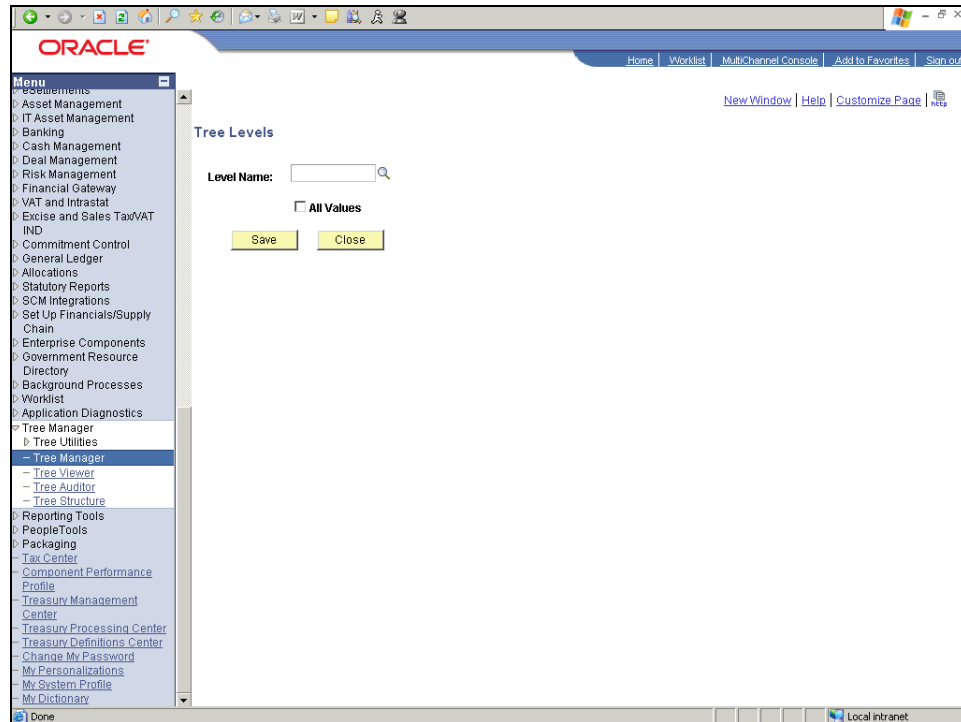 ORACLE'
Home | Worklist | MultiChannel Console | Add to Favorites | Sign out
Menu
eSettlements
Asset Management
IT Asset Management
Banking
Cash Management
Deal Management
Risk Management
Financial Gateway
VAT and Intrastat
Excise and Sales Tax/VAT
IND
Commitment Control
General Ledger
Allocations
Statutory Reports
SCM Integrations
Set Up Financials/Supply
Chain
Enterprise Components
Government Resource
Directory
Background Processes
Worklist
Application Diagnostics
Tree Manager
Tree Utilities
– Tree Manager
– Tree Viewer
– Tree Auditor
– Tree Structure
Reporting Tools
PeopleTools
Packaging
– Tax Center
– Component Performance
Profile
– Treasury Management
Center
– Treasury Processing Center
– Treasury Definitions Center
– Change My Password
– My Personalizations
– My System Profile
– My Dictionary
New Window | Help | Customize Page | http
Tree Levels
Level Name:
All Values
Save Close
Done Local intranet